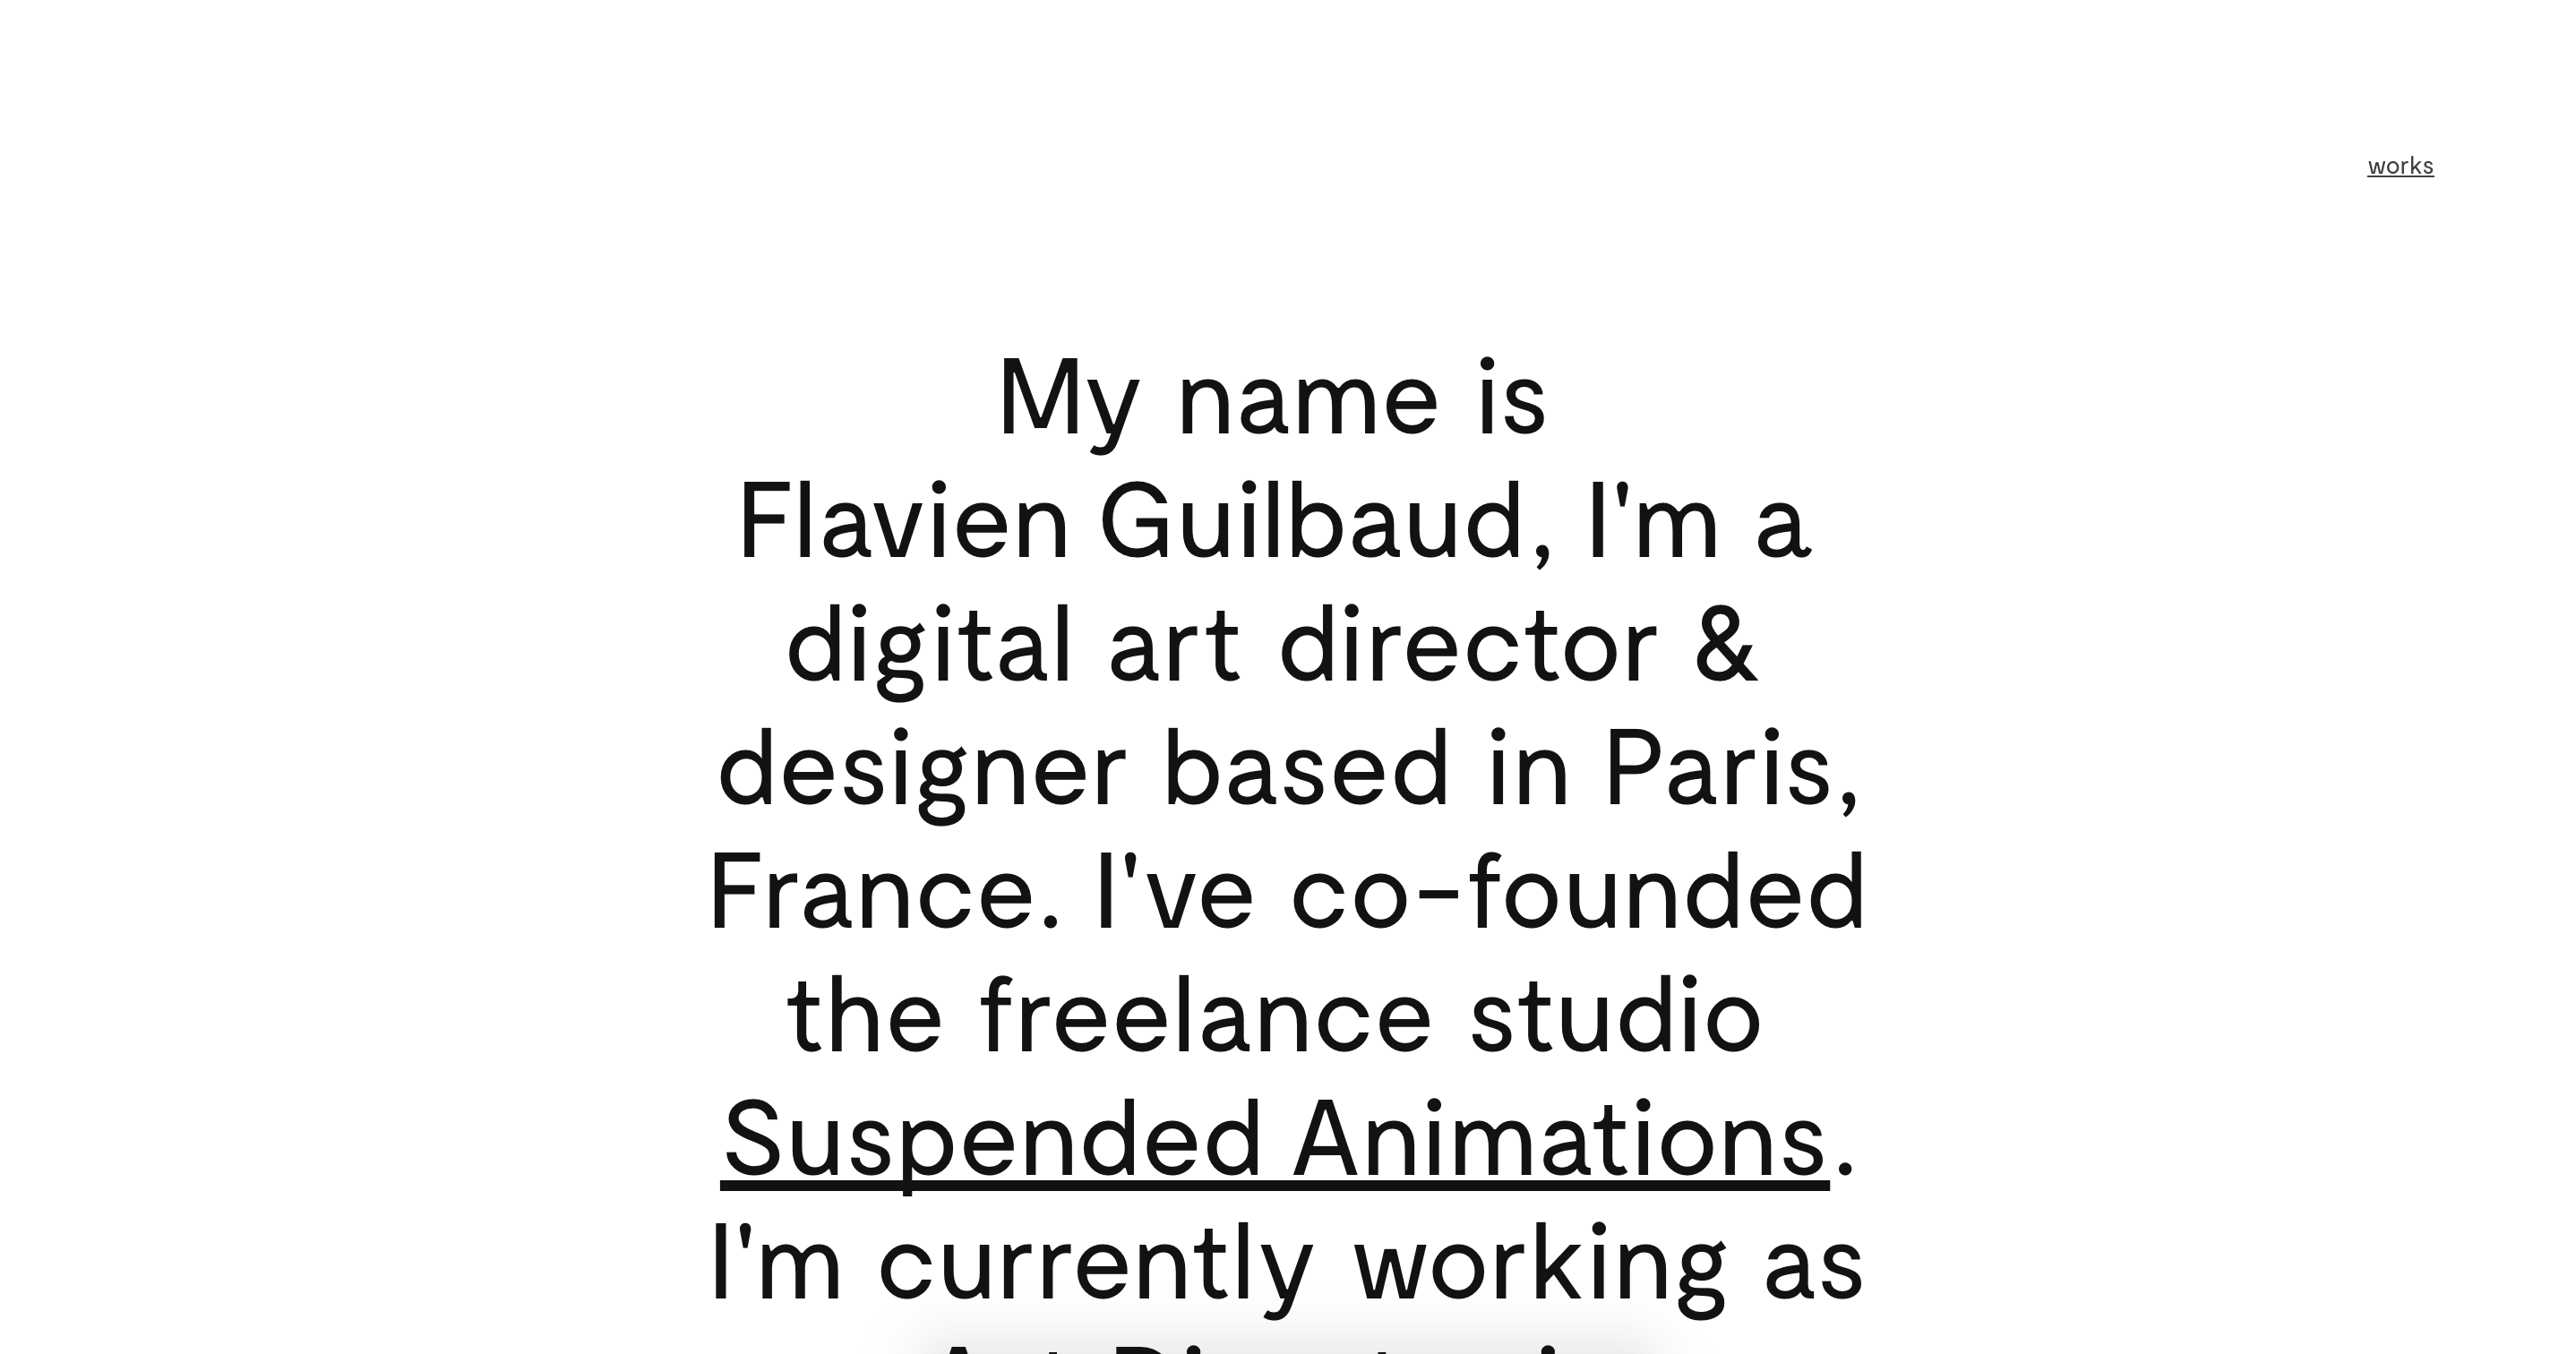 works
My name is
Flavien Guilbaud, I'm a
digital art director &
designer based in Paris,
France. I've co-founded
the freelance studio
Suspended Animations.
I'm currently working as